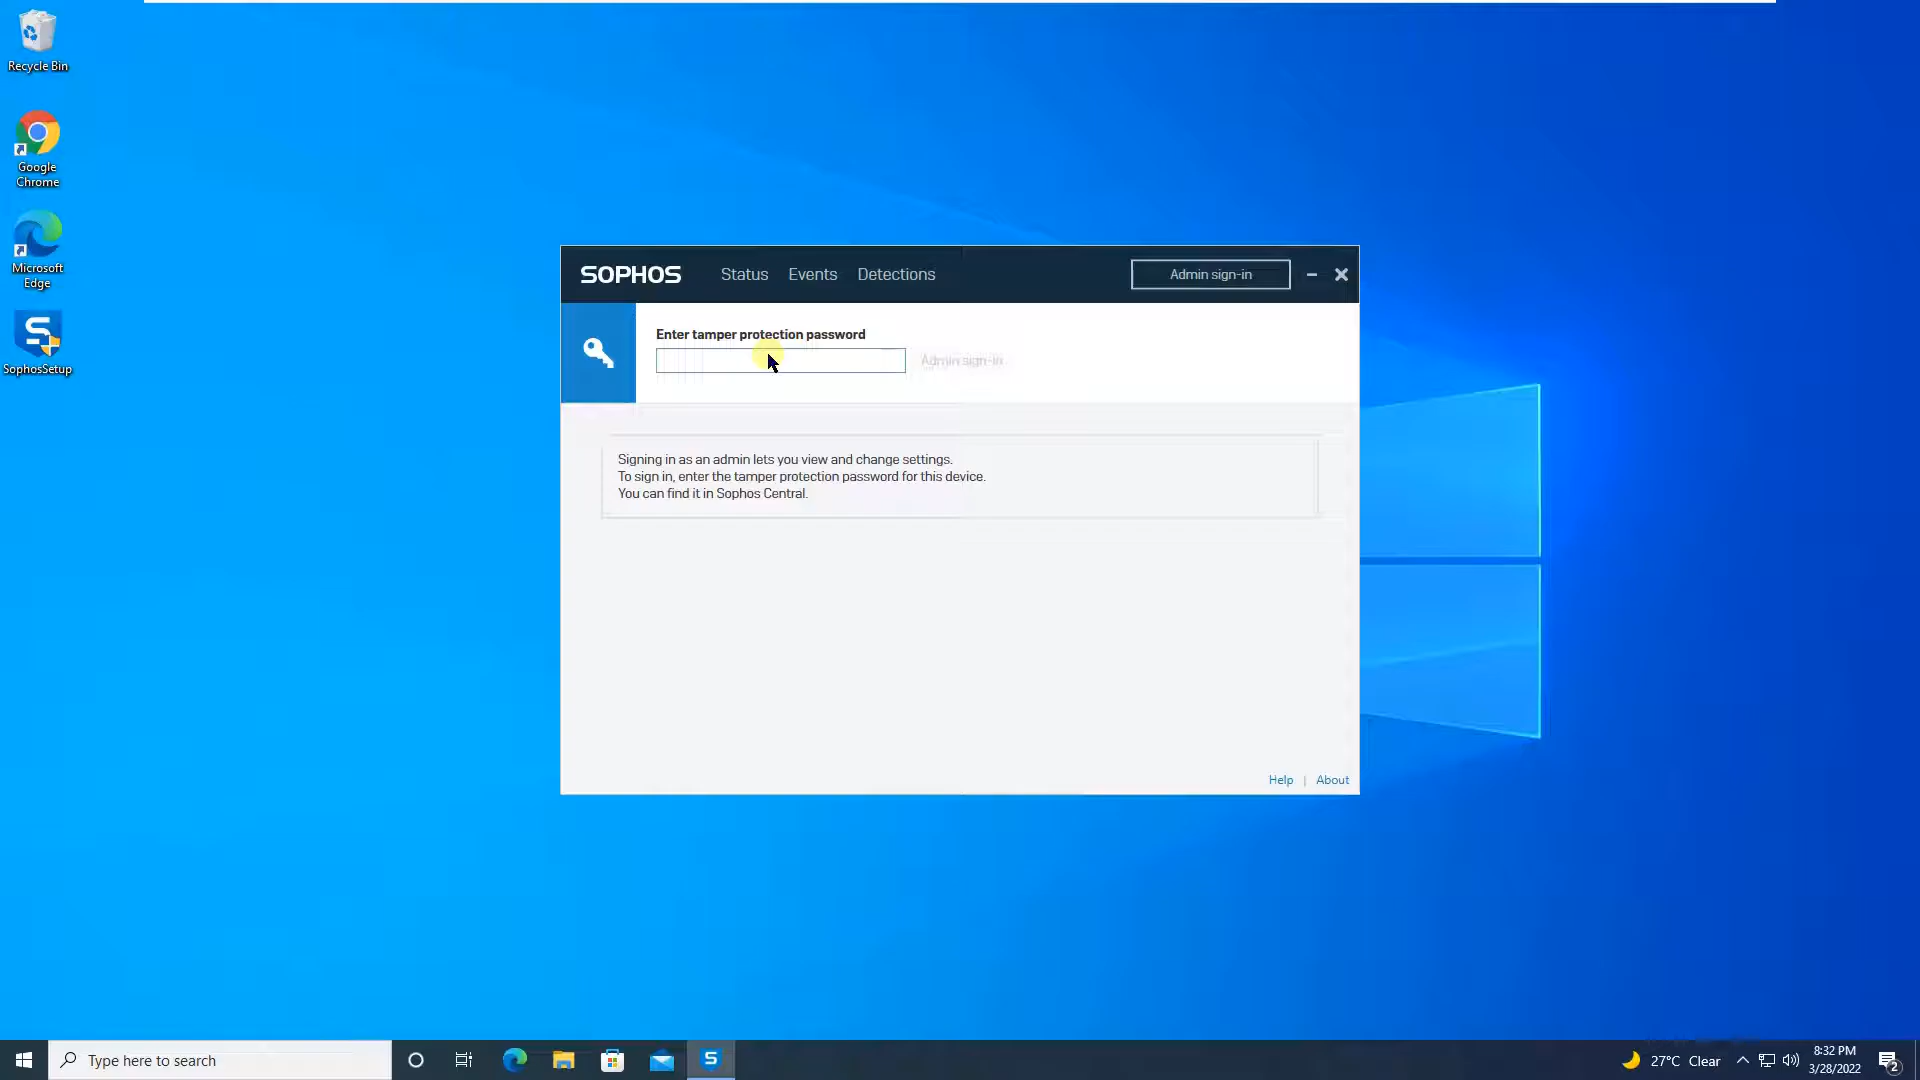 Recycle Bin
Google
Chrome
Microsoft
Edge
SophosSetup
SOPHOS
Status
Events
Detections
Admin sign-in
Enter tamper protection password
Admin sign-in
Signing in as an admin lets you view and change settings.
To sign in, enter the tamper protection password for this device.
You can find it in Sophos Central.
Help | About
Type here to search
27°C Clear
8:32 PM
3/28/2022
2